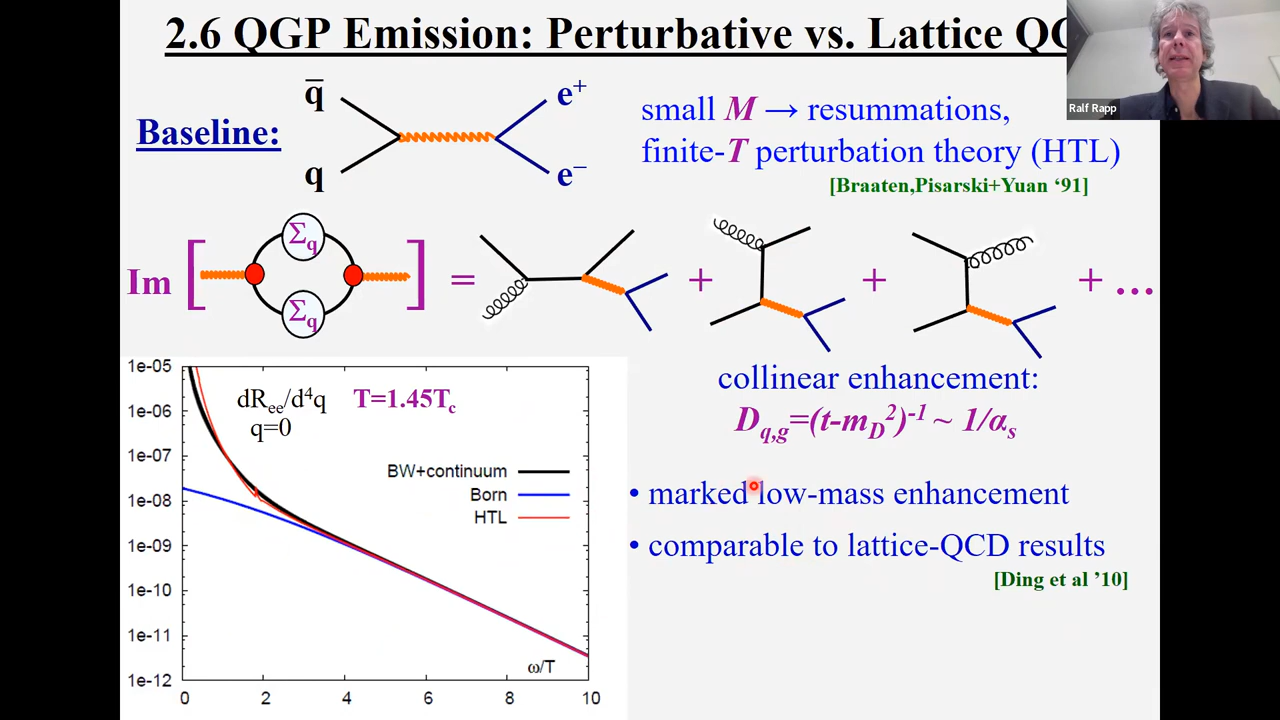 2.6 QGP Emission: Perturbative vs. Lattice QC
Ralf Rapp
Baseline:
q̅
q
e⁺
e⁻
small M → resummations,
finite-T perturbation theory (HTL)
[Braaten,Pisarski+Yuan ‘91]
Im [ Σq Σq ] = + + + ...
1e-05
1e-06
1e-07
1e-08
1e-09
1e-10
1e-11
1e-12
dRee/d⁴q T=1.45Tc
q=0
BW+continuum
Born
HTL
ω/T
0 2 4 6 8 10
collinear enhancement:
Dq,g=(t-mD²)⁻¹ ~ 1/αs
• marked low-mass enhancement
• comparable to lattice-QCD results
[Ding et al ’10]